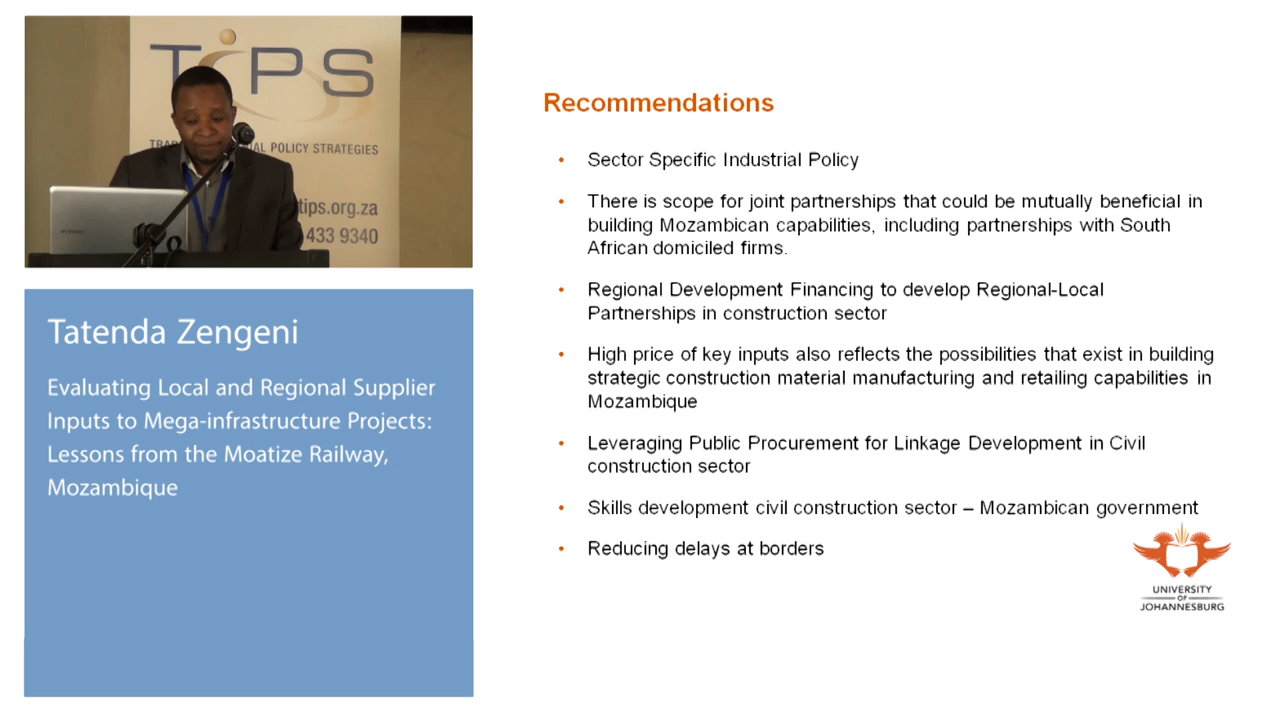 TiPS
POLICY STRATEGIES
tips.org.za
433 9340
Tatenda Zengeni
Evaluating Local and Regional Supplier
Inputs to Mega-infrastructure Projects:
Lessons from the Moatize Railway,
Mozambique
Recommendations
• Sector Specific Industrial Policy
• There is scope for joint partnerships that could be mutually beneficial in
building Mozambican capabilities, including partnerships with South
African domiciled firms.
• Regional Development Financing to develop Regional-Local
Partnerships in construction sector
• High price of key inputs also reflects the possibilities that exist in building
strategic construction material manufacturing and retailing capabilities in
Mozambique
• Leveraging Public Procurement for Linkage Development in Civil
construction sector
• Skills development civil construction sector – Mozambican government
• Reducing delays at borders
UNIVERSITY
OF
JOHANNESBURG